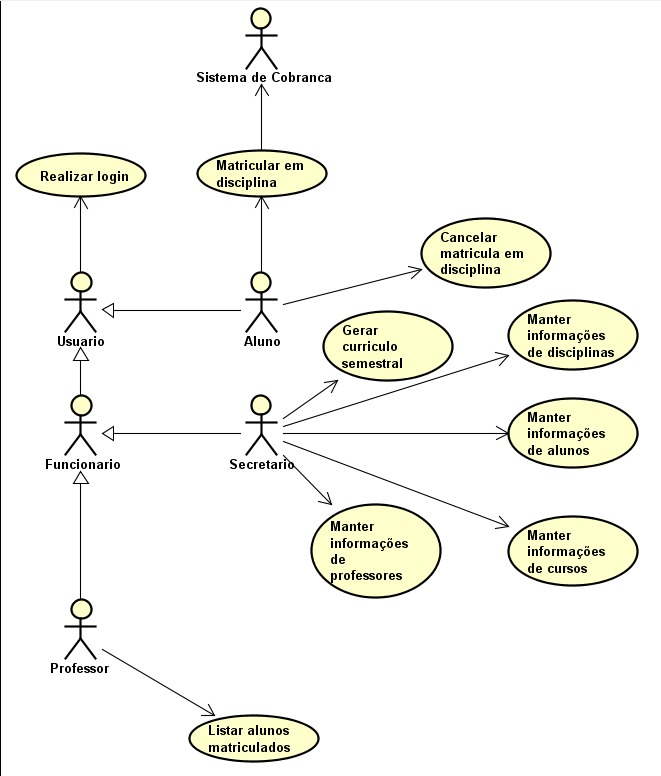 Sistema de Cobranca
Realizar login
Matricular em
disciplina
Cancelar
matricula em
disciplina
Usuario
Aluno
Gerar
curriculo
semestral
Manter
informações
de disciplinas
Manter
informações
de alunos
Funcionario
Secretario
Manter
informações
de
professores
Manter
informações
de cursos
Professor
Listar alunos
matriculados